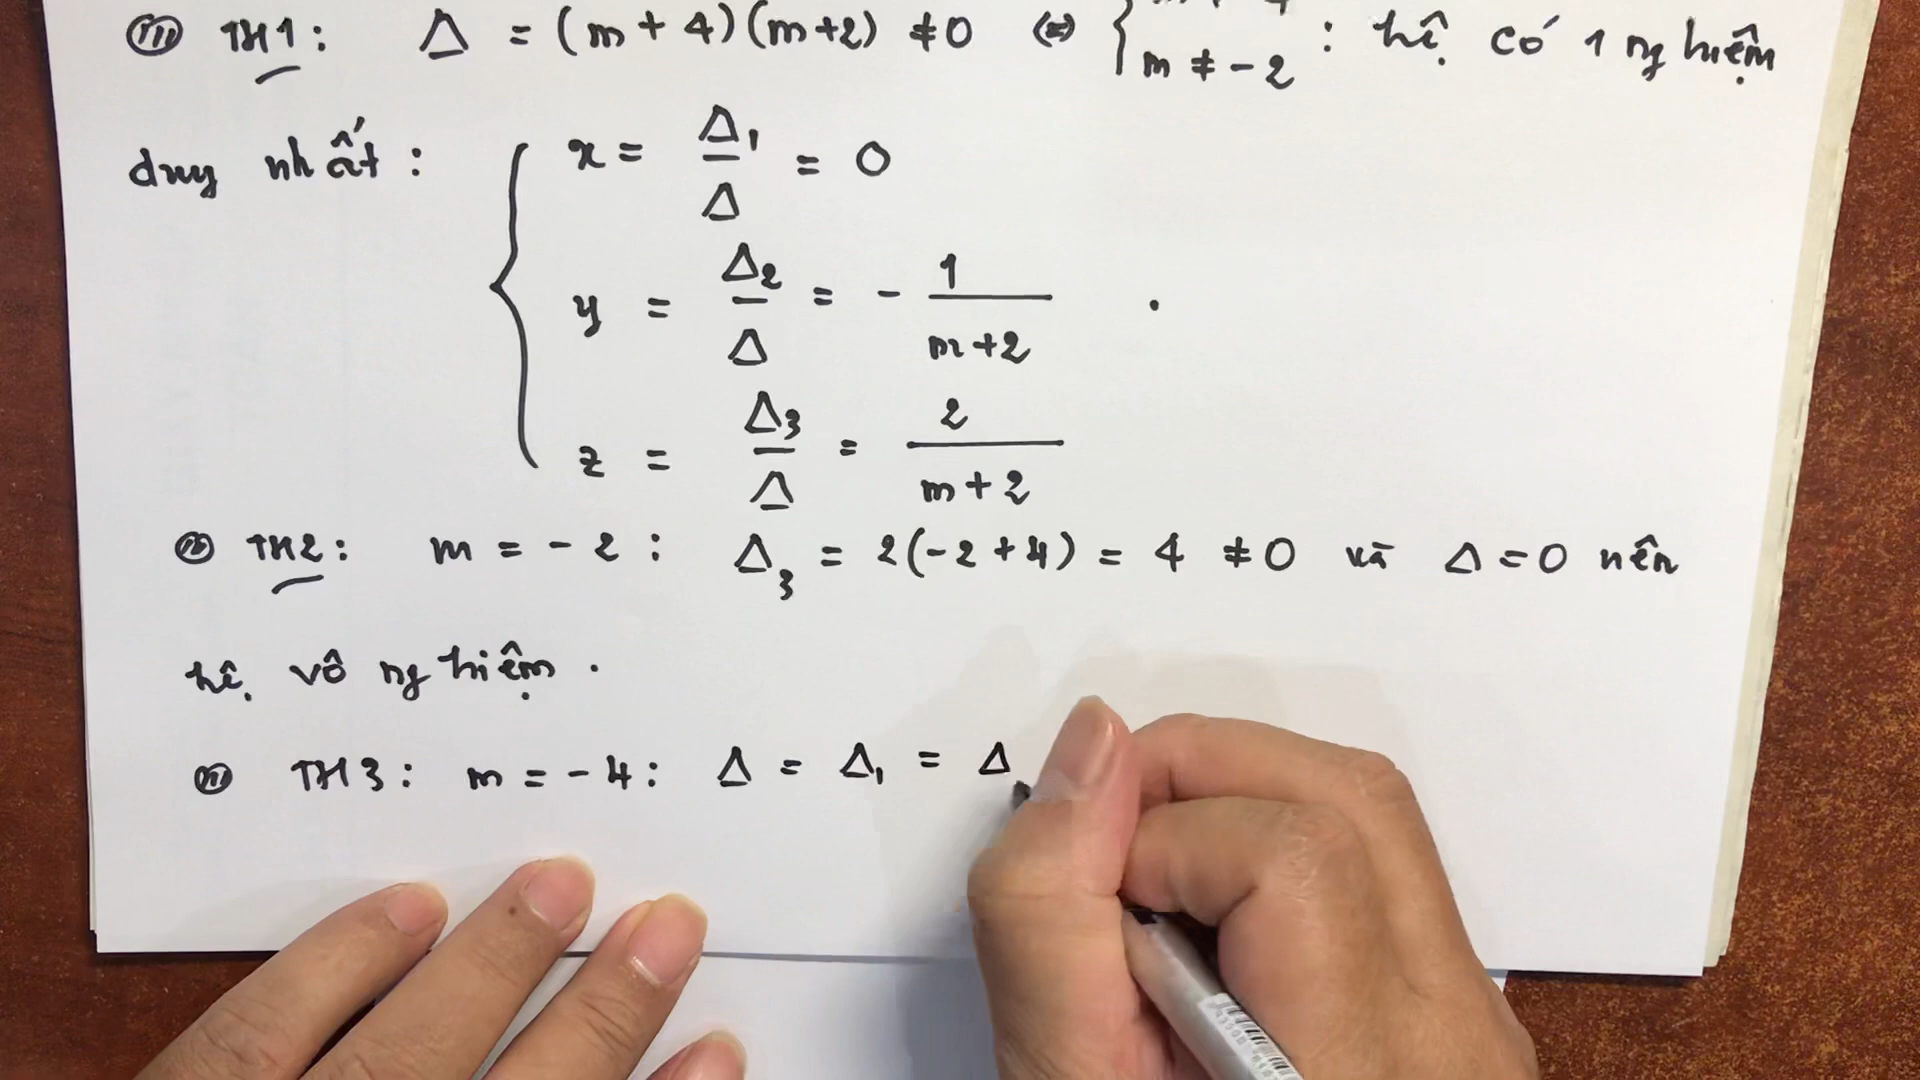 TH1: Δ = (m+4)(m+2) ≠ 0 (=) { m ≠ -2 : hệ có 1 nghiệm
duy nhất: { x = Δ₁/Δ = 0
y = Δ₂/Δ = - 1/(m+2) .
z = Δ₃/Δ = 2/(m+2)
TH2: m = -2 : Δ₃ = 2(-2+4) = 4 ≠ 0 và Δ = 0 nên
hệ vô nghiệm .
TH3: m = -4: Δ = Δ₁ = Δ